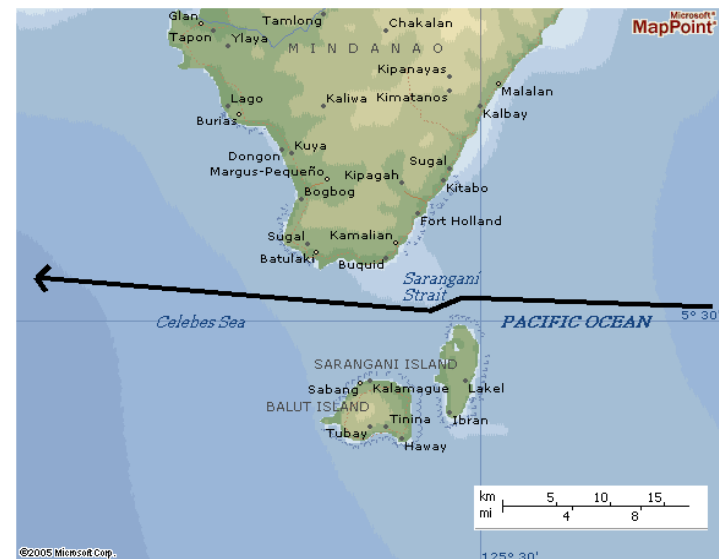 Glan
Tamlong
Chakalan
Microsoft®
MapPoint®
Tapon
Ylaya
MINDANAO
Kipanayas
Lago
Kaliwa
Kimatanos
Malalan
Burias
Kalbay
Kuya
Dongon
Sugal
Margus-Pequeño
Kipagah
Kitabo
Bogbog
Fort Holland
Sugal
Kamalian
Batulaki
Buquid
Sarangani
Strait
Celebes Sea
PACIFIC OCEAN
5° 30'
SARANGANI ISLAND
Sabang
Kalamague
Lakel
BALUT ISLAND
Tinina
Ibran
Tubay
Haway
km 5 10 15
mi 4 8
©2005 Microsoft Corp.
125° 30'